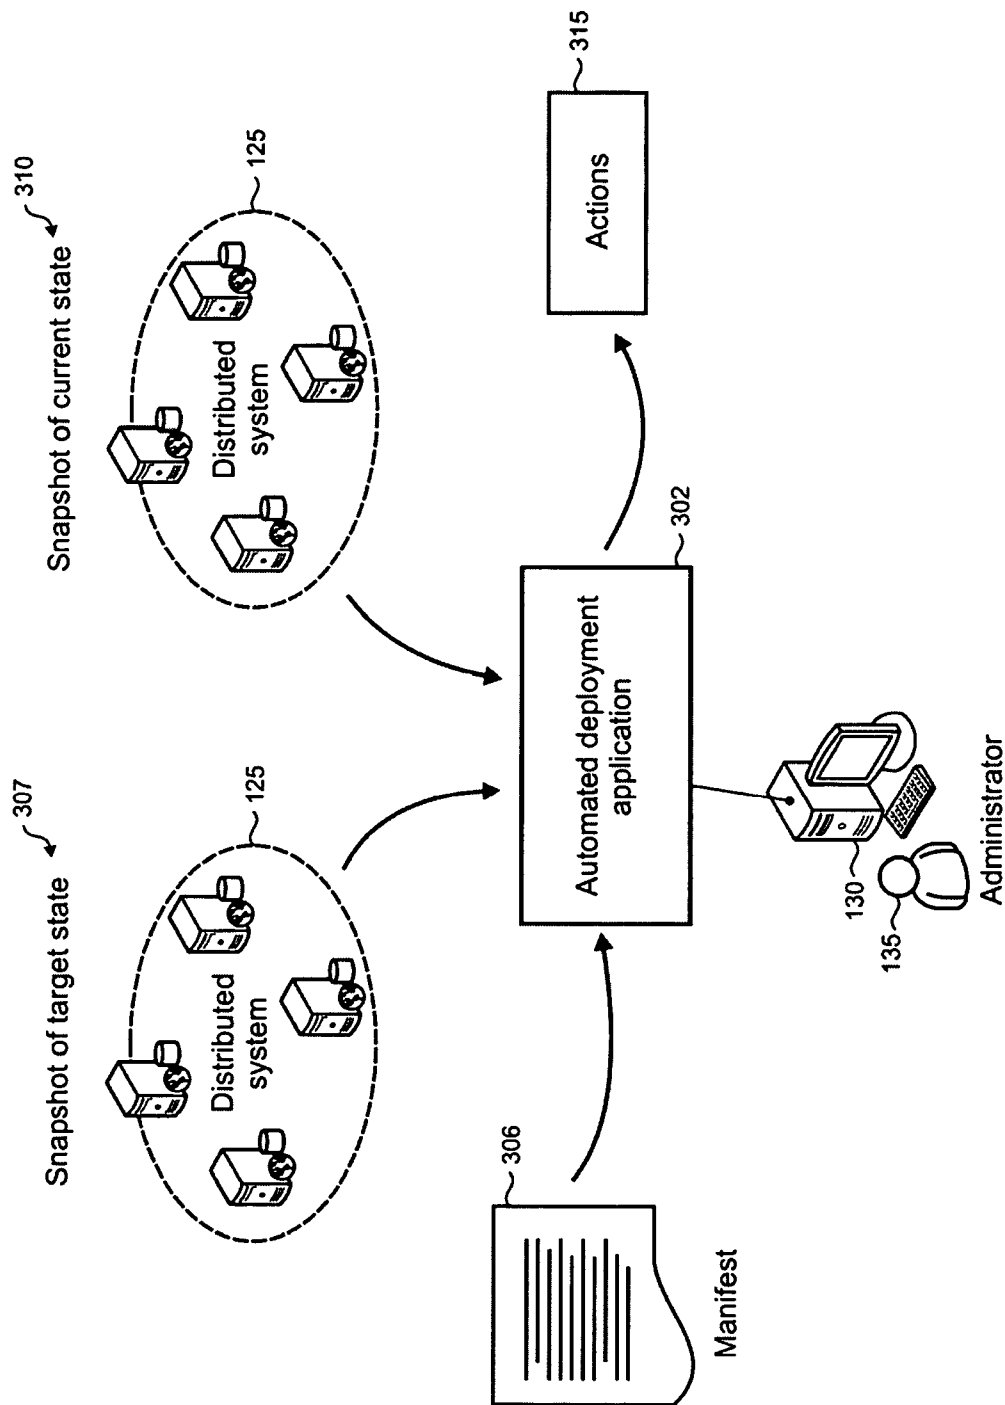 Snapshot of target state
307
Snapshot of current state
310
125
Distributed
system
125
Distributed
system
306
Manifest
Automated deployment
application
302
Actions
315
130
135
Administrator